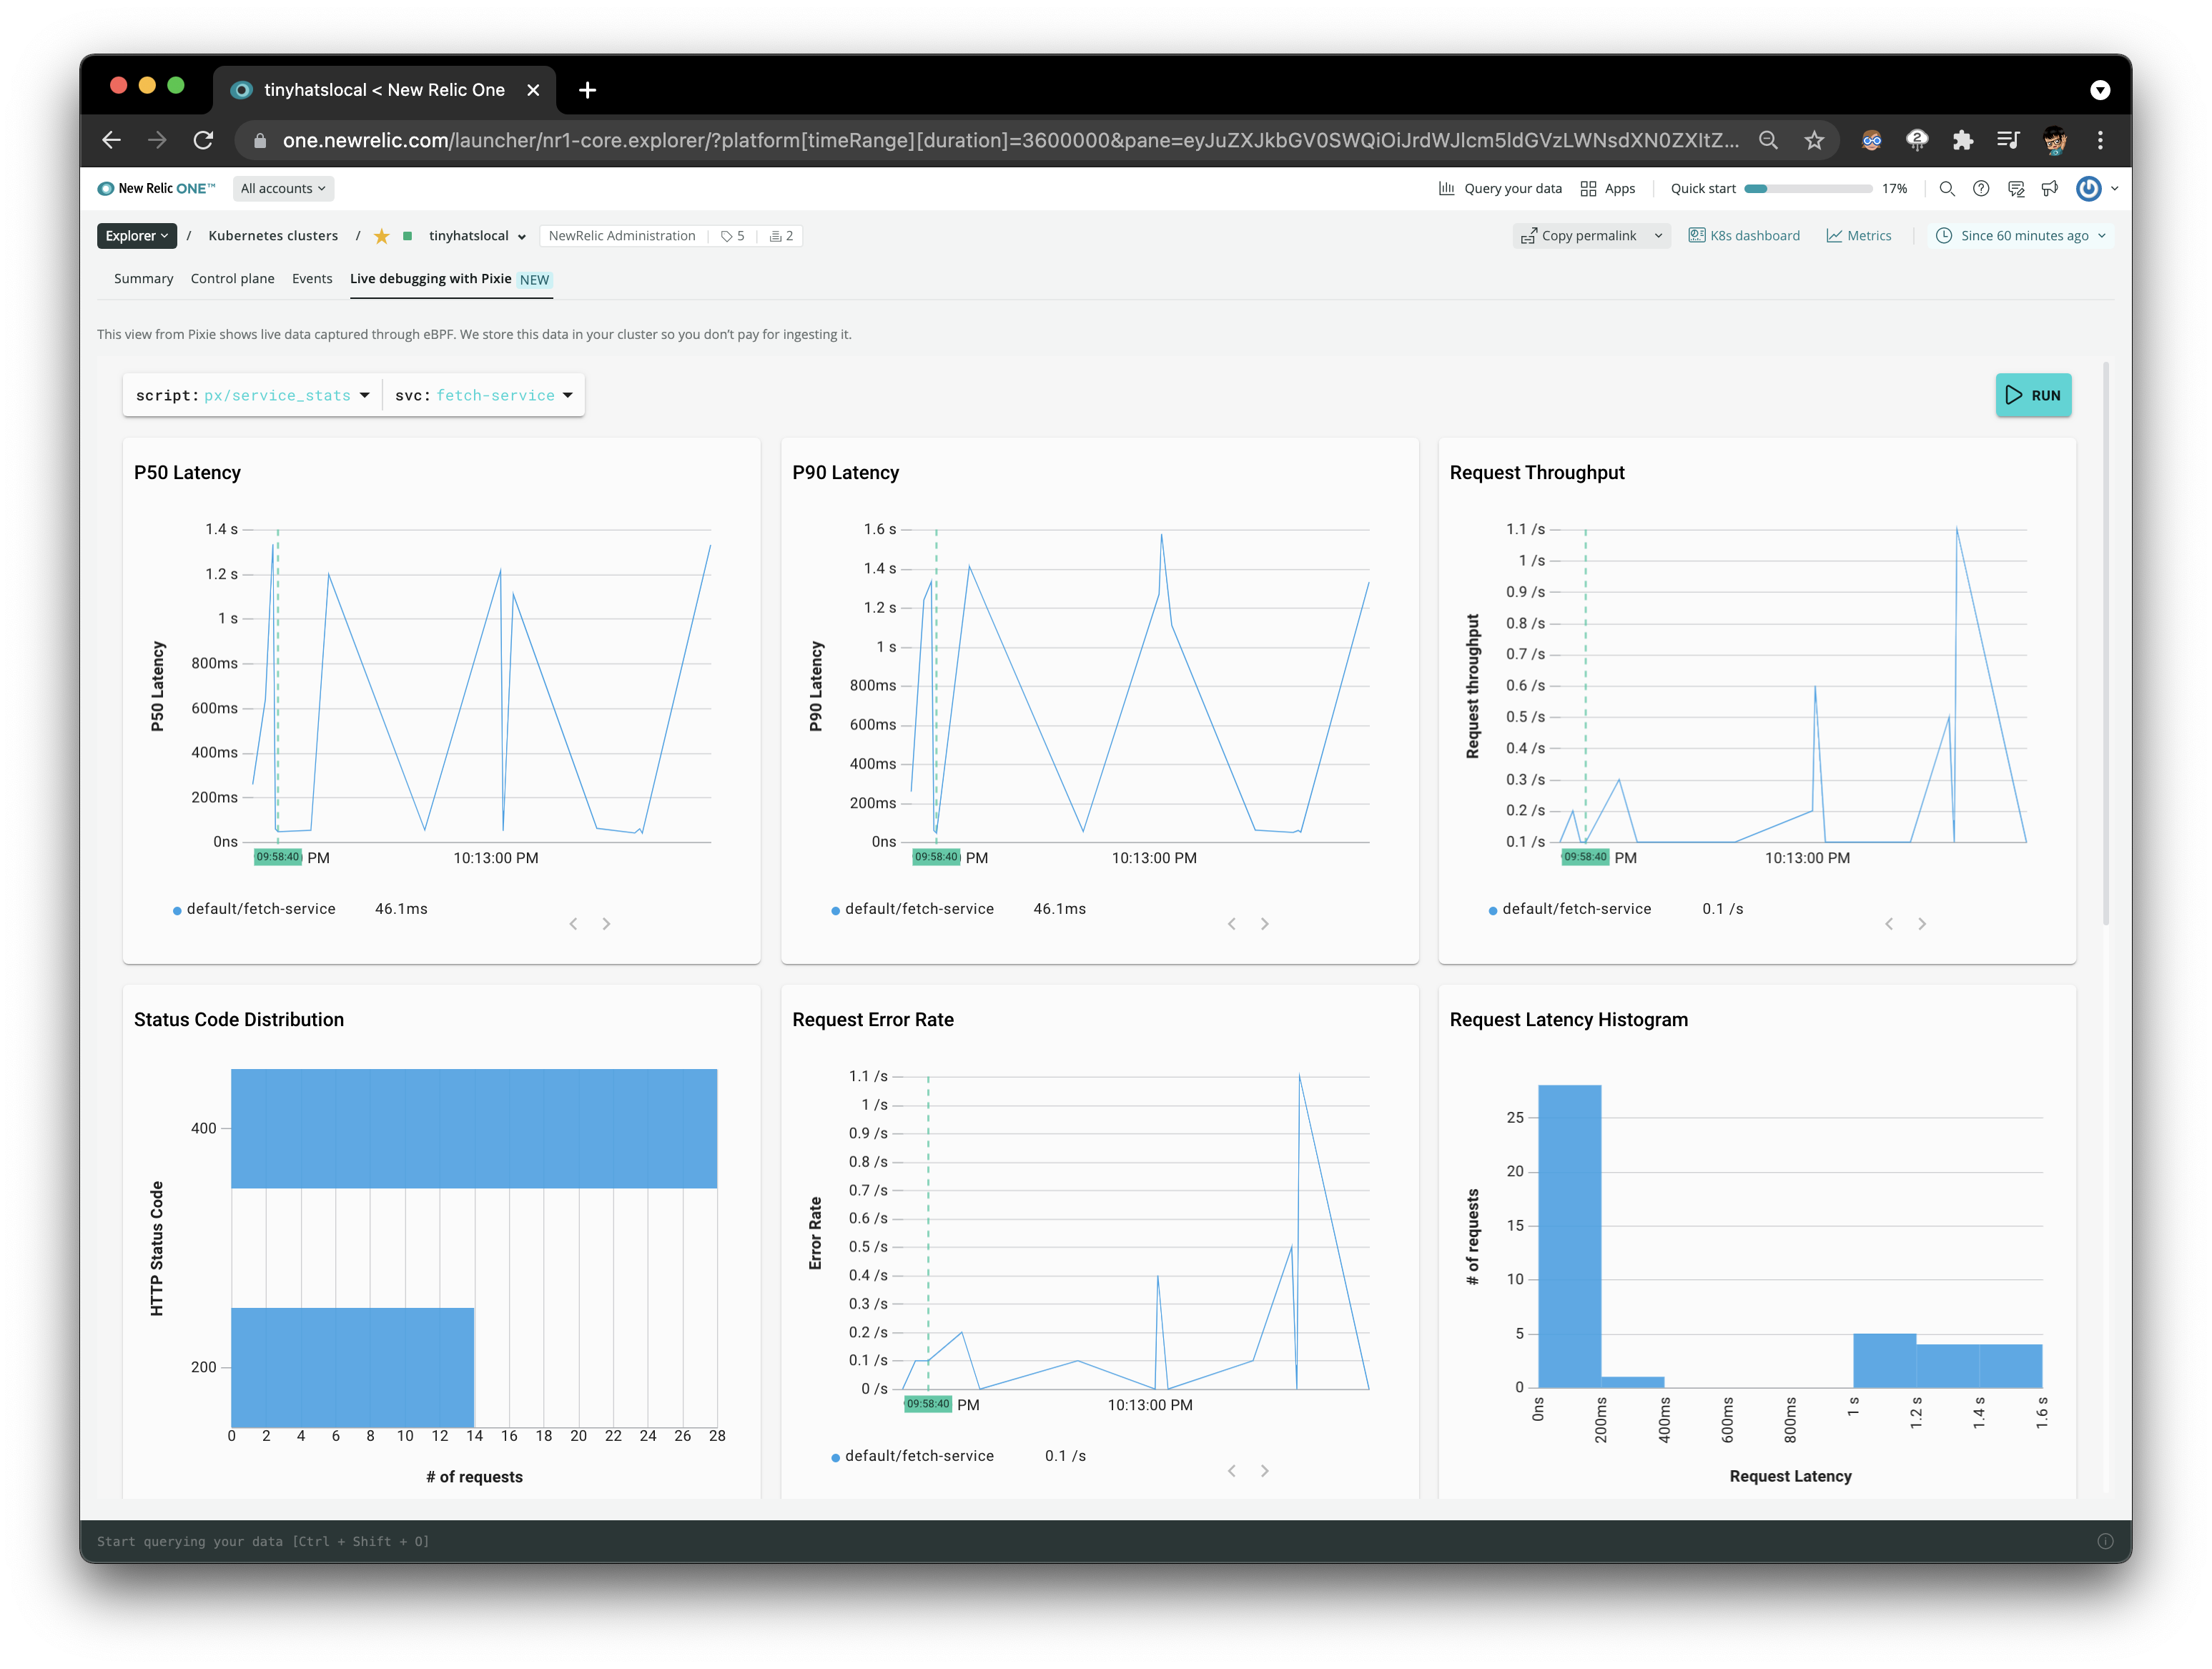 tinyhatslocal < New Relic One
one.newrelic.com/launcher/nr1-core.explorer/?platform[timeRange][duration]=3600000&pane=eyJuZXJkbGV0SWQiOiJrdWJlcm5ldGVzLWNsdXN0ZXItZ...
New Relic ONE™ All accounts Query your data Apps Quick start 17%
Explorer / Kubernetes clusters / tinyhatslocal NewRelic Administration 5 2 Copy permalink K8s dashboard Metrics Since 60 minutes ago
Summary Control plane Events Live debugging with Pixie NEW
This view from Pixie shows live data captured through eBPF. We store this data in your cluster so you don’t pay for ingesting it.
script: px/service_stats svc: fetch-service RUN
P50 Latency
P50 Latency
1.4 s
1.2 s
1 s
800ms
600ms
400ms
200ms
0ns
09:58:40 PM 10:13:00 PM
default/fetch-service 46.1ms
P90 Latency
P90 Latency
1.6 s
1.4 s
1.2 s
1 s
800ms
600ms
400ms
200ms
0ns
09:58:40 PM 10:13:00 PM
default/fetch-service 46.1ms
Request Throughput
Request throughput
1.1 /s
1 /s
0.9 /s
0.8 /s
0.7 /s
0.6 /s
0.5 /s
0.4 /s
0.3 /s
0.2 /s
0.1 /s
09:58:40 PM 10:13:00 PM
default/fetch-service 0.1 /s
Status Code Distribution
HTTP Status Code
400
200
0 2 4 6 8 10 12 14 16 18 20 22 24 26 28
# of requests
Request Error Rate
Error Rate
1.1 /s
1 /s
0.9 /s
0.8 /s
0.7 /s
0.6 /s
0.5 /s
0.4 /s
0.3 /s
0.2 /s
0.1 /s
0 /s
09:58:40 PM 10:13:00 PM
default/fetch-service 0.1 /s
Request Latency Histogram
# of requests
25
20
15
10
5
0
0ns 200ms 400ms 600ms 800ms 1 s 1.2 s 1.4 s 1.6 s
Request Latency
Start querying your data [Ctrl + Shift + O]